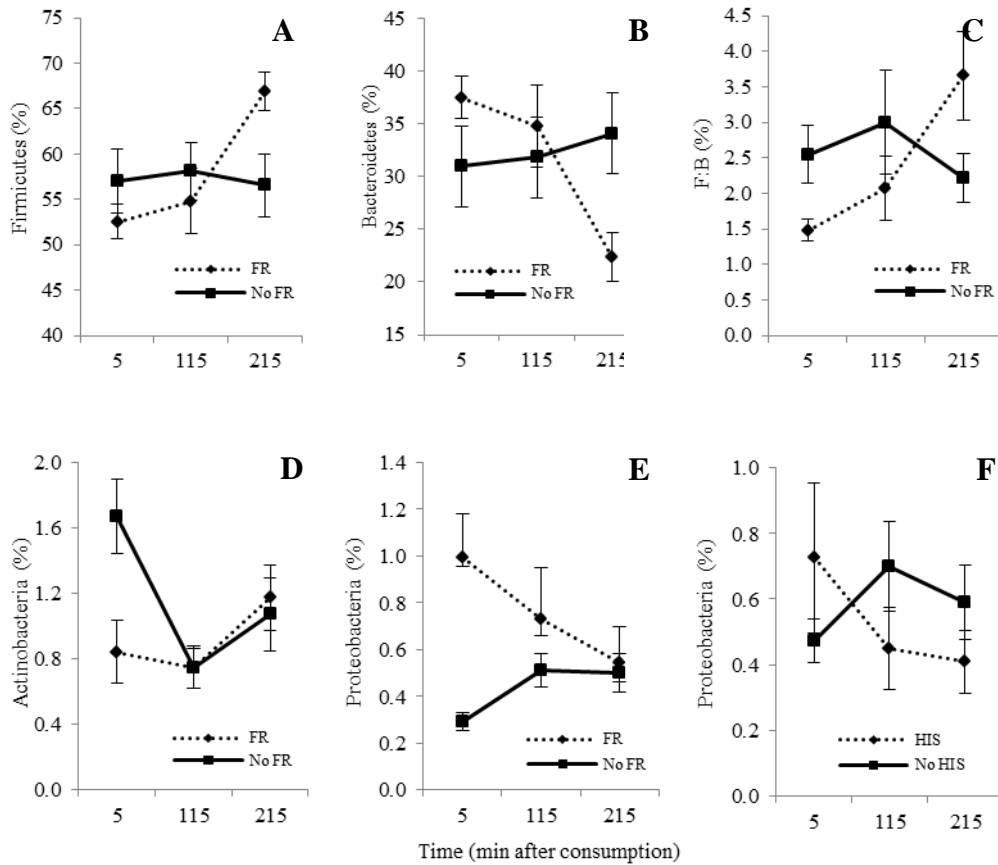 A
Firmicutes (%)
75
70
65
60
55
50
45
40
FR
No FR
5 115 215
B
Bacteroidetes (%)
45
40
35
30
25
20
15
FR
No FR
5 115 215
C
F:B (%)
4.5
4.0
3.5
3.0
2.5
2.0
1.5
1.0
0.5
0.0
FR
No FR
5 115 215
D
Actinobacteria (%)
2.0
1.6
1.2
0.8
0.4
0.0
FR
No FR
5 115 215
E
Proteobacteria (%)
1.4
1.2
1.0
0.8
0.6
0.4
0.2
0.0
FR
No FR
5 115 215
F
Proteobacteria (%)
1.0
0.8
0.6
0.4
0.2
0.0
HIS
No HIS
5 115 215
Time (min after consumption)